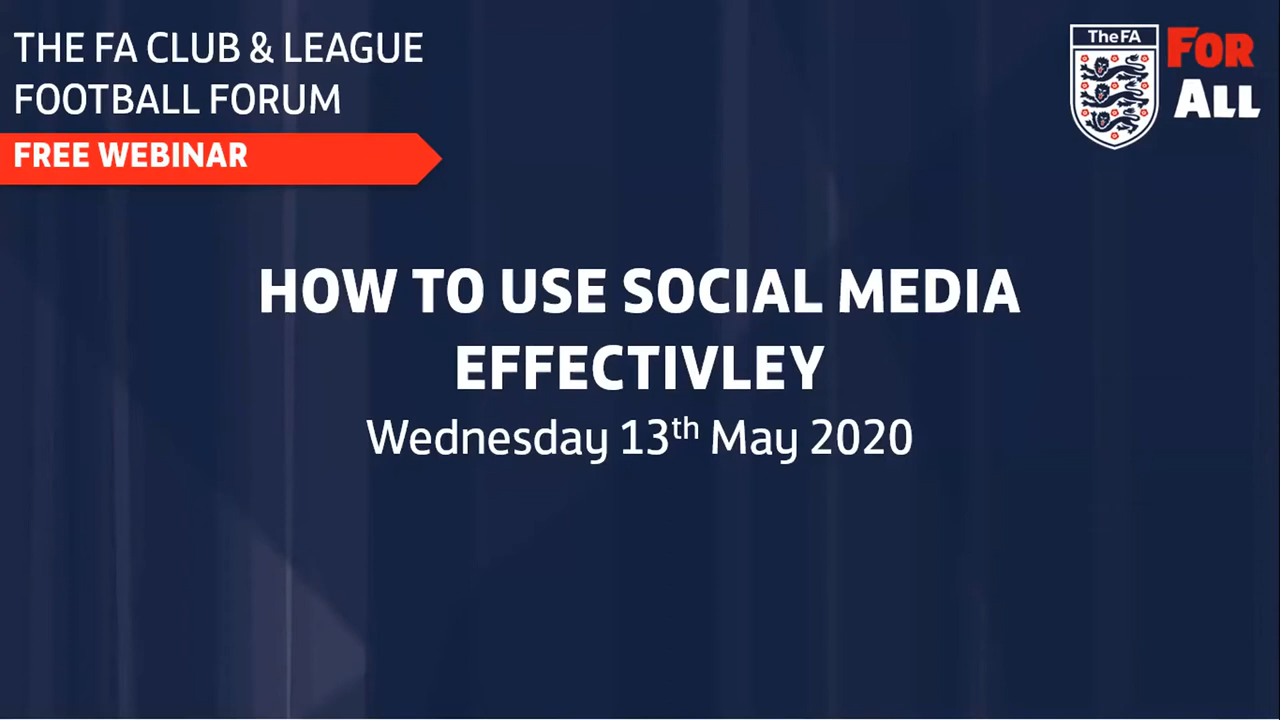 THE FA CLUB & LEAGUE
FOOTBALL FORUM
FREE WEBINAR
TheFA
FOR
ALL
HOW TO USE SOCIAL MEDIA
EFFECTIVLEY
Wednesday 13th May 2020